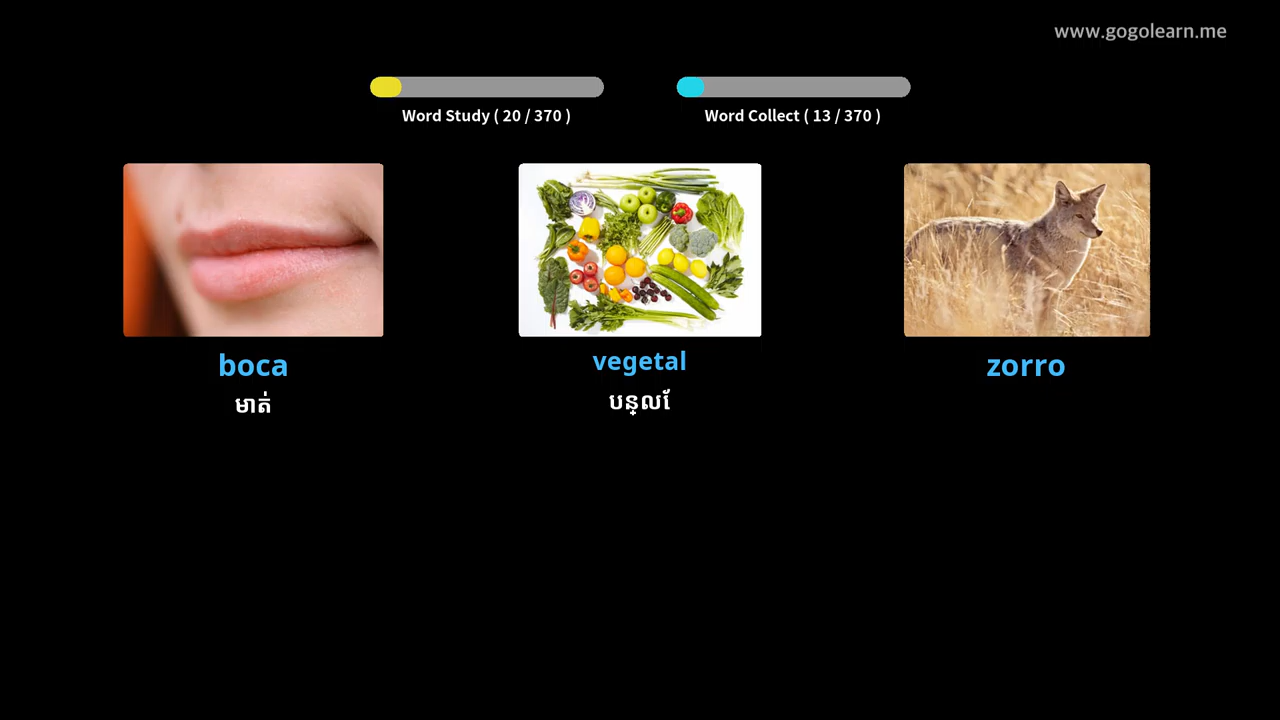 www.gogolearn.me
Word Study ( 20 / 370 )
Word Collect ( 13 / 370 )
boca
មាត់
vegetal
បន្លែ
zorro